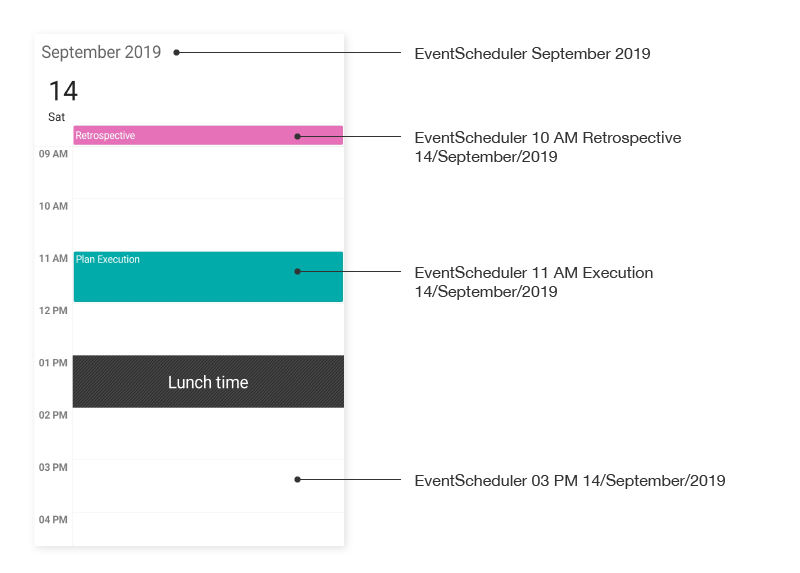 September 2019
EventScheduler September 2019
14
Sat
Retrospective
EventScheduler 10 AM Retrospective
14/September/2019
09 AM
10 AM
11 AM
Plan Execution
EventScheduler 11 AM Execution
14/September/2019
12 PM
01 PM
Lunch time
02 PM
03 PM
EventScheduler 03 PM 14/September/2019
04 PM